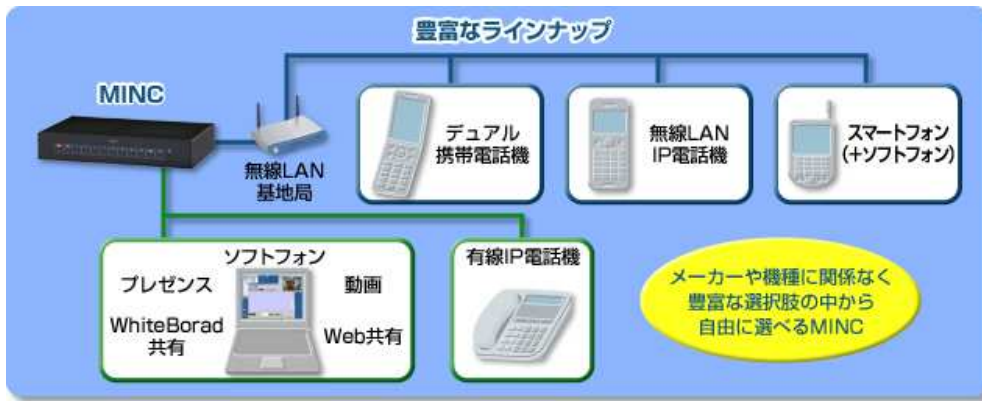 豊富なラインナップ
MINC
無線LAN
基地局
デュアル
携帯電話機
無線LAN
IP電話機
スマートフォン
(+ソフトフォン)
ソフトフォン
プレゼンス
動画
WhiteBorad
共有
Web共有
有線IP電話機
メーカーや機種に関係なく
豊富な選択肢の中から
自由に選べるMINC